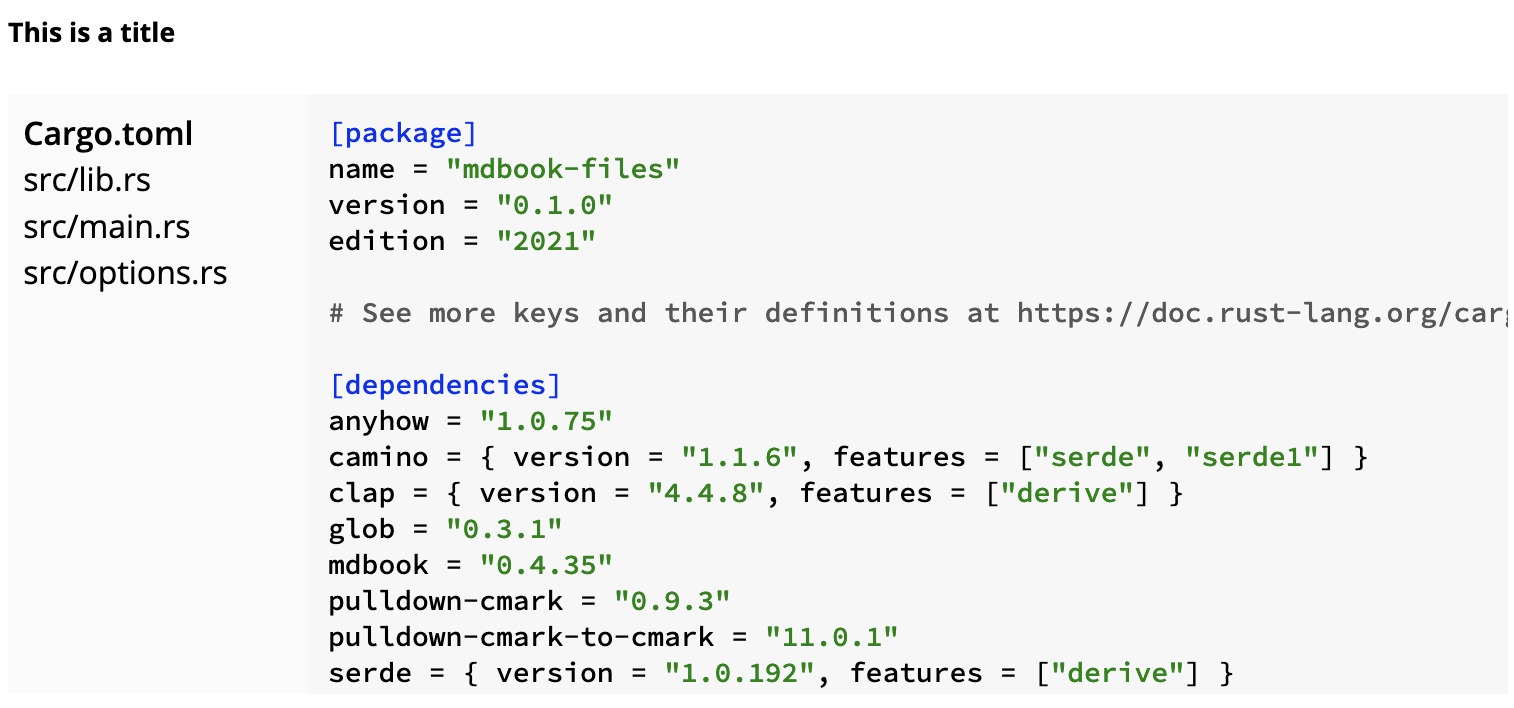 This is a title
Cargo.toml
src/lib.rs
src/main.rs
src/options.rs
[package]
name = "mdbook-files"
version = "0.1.0"
edition = "2021"
# See more keys and their definitions at https://doc.rust-lang.org/carg
[dependencies]
anyhow = "1.0.75"
camino = { version = "1.1.6", features = ["serde", "serde1"] }
clap = { version = "4.4.8", features = ["derive"] }
glob = "0.3.1"
mdbook = "0.4.35"
pulldown-cmark = "0.9.3"
pulldown-cmark-to-cmark = "11.0.1"
serde = { version = "1.0.192", features = ["derive"] }